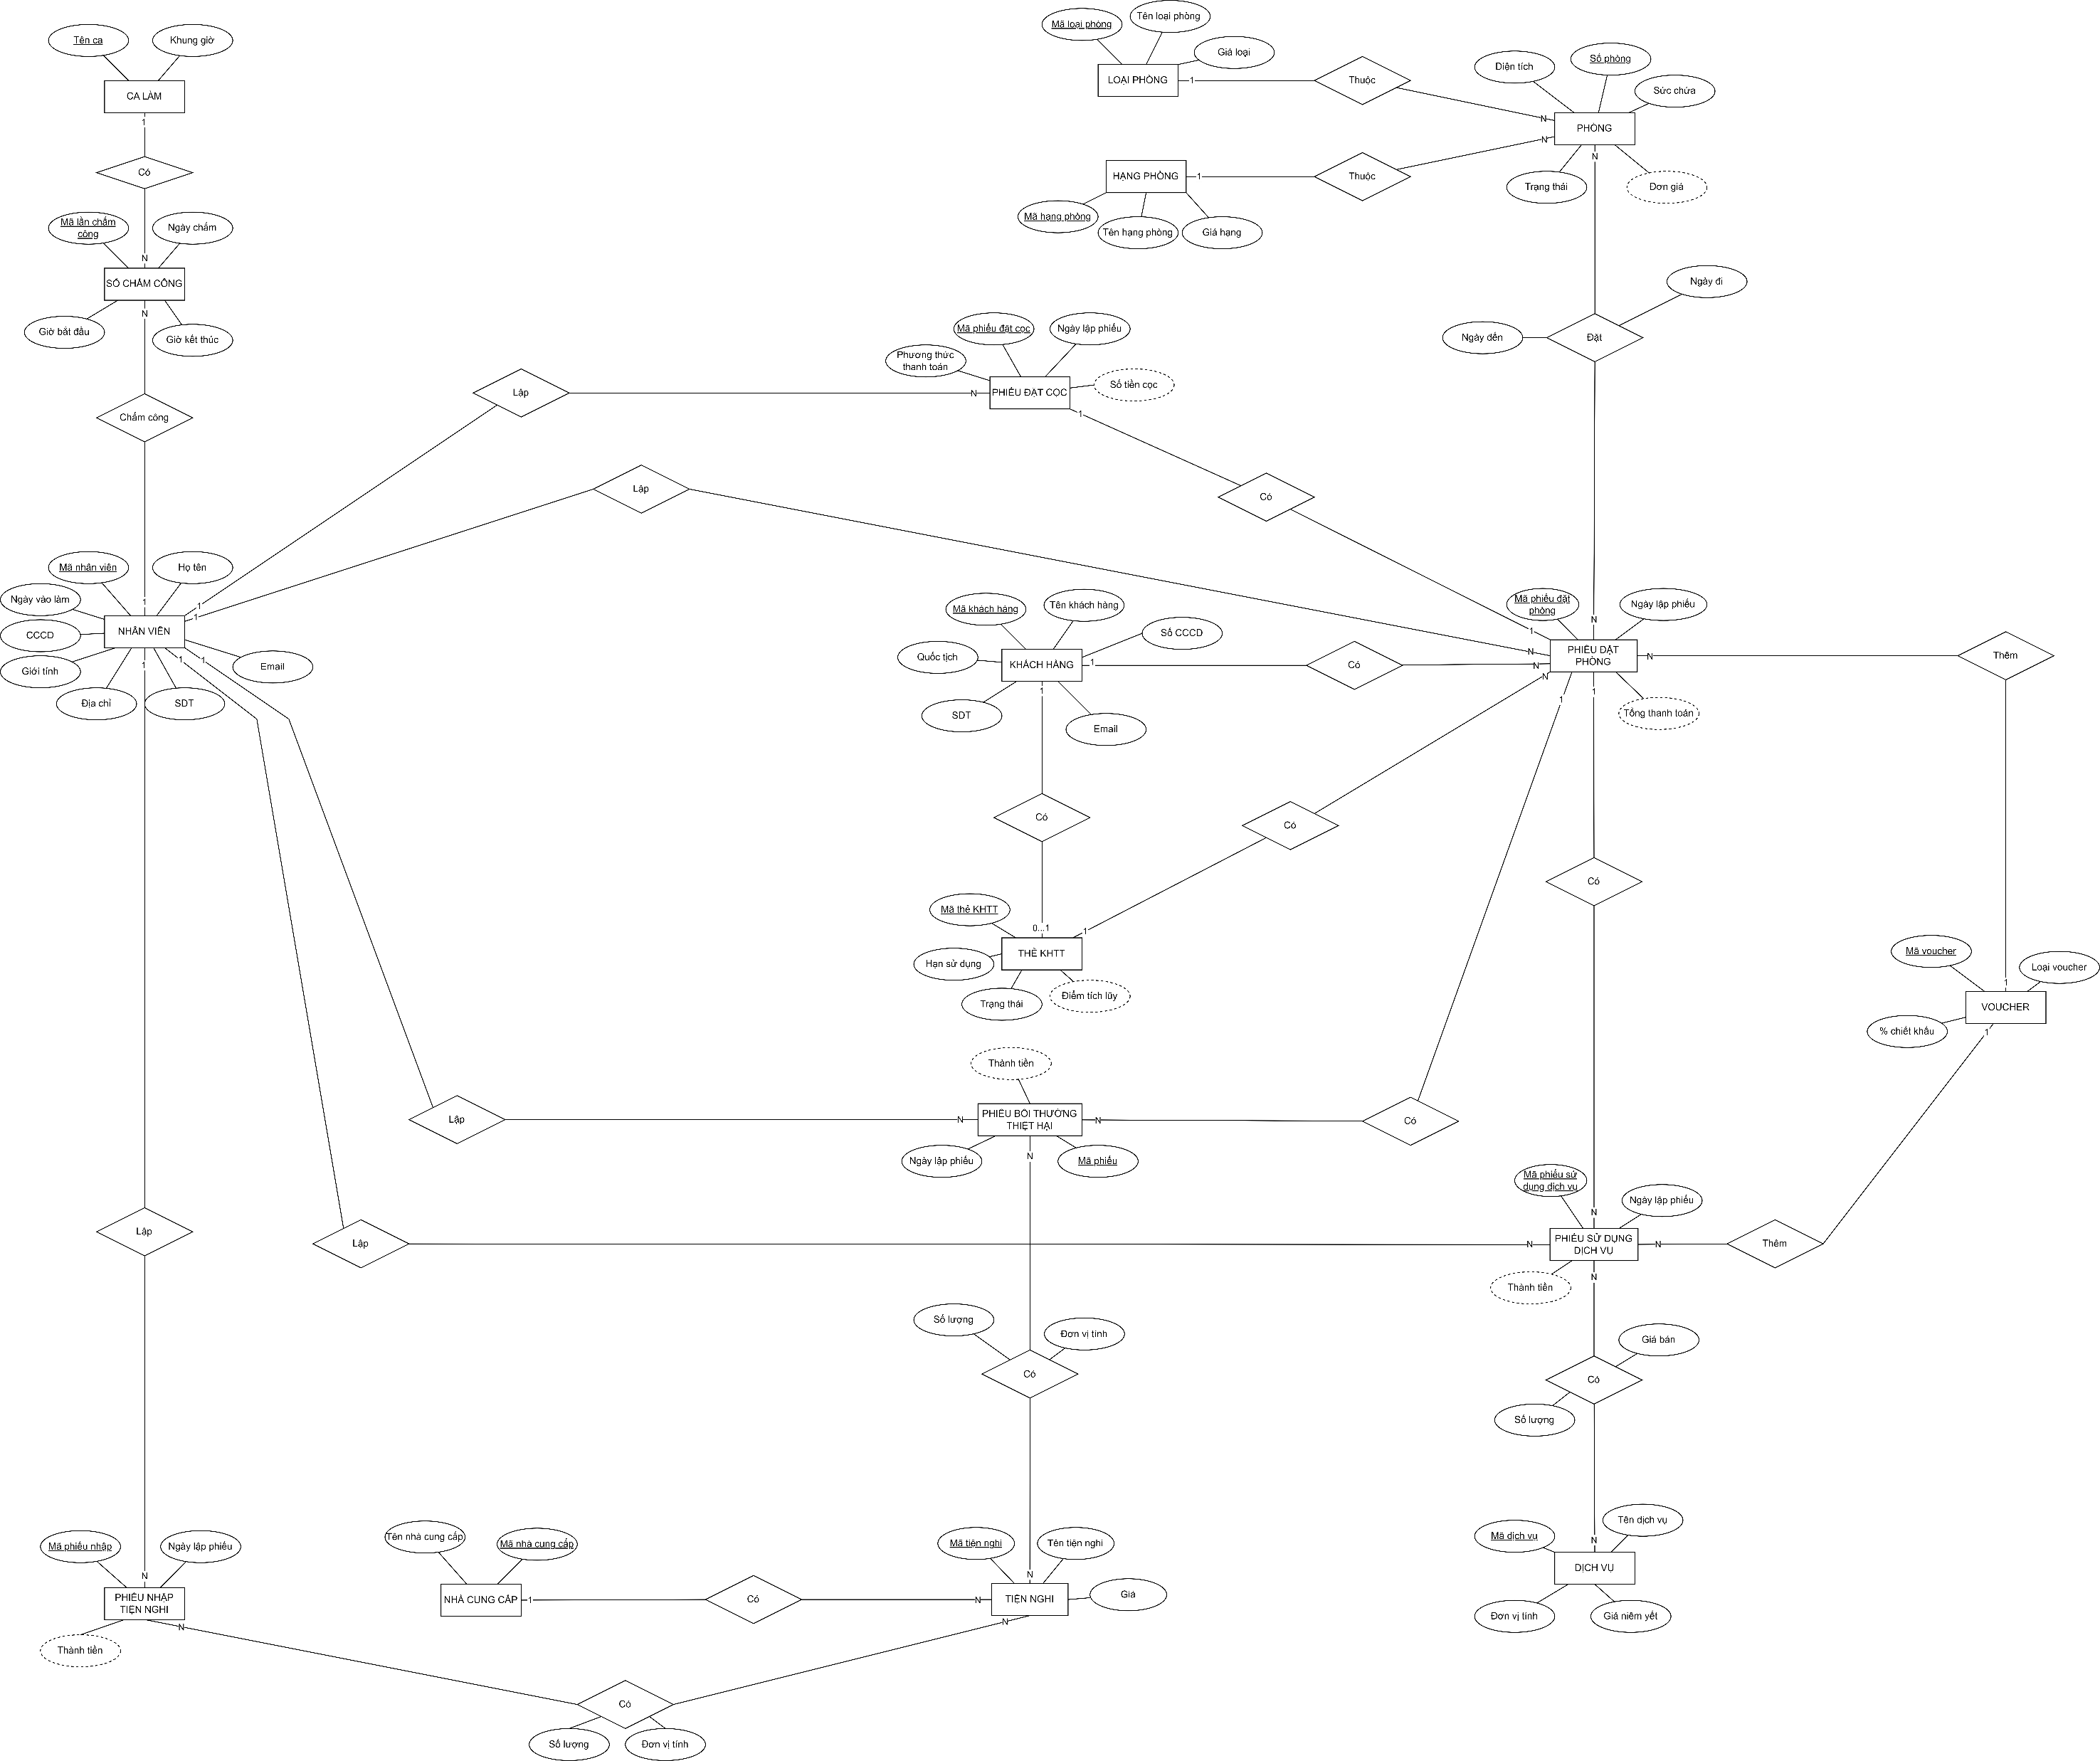 Tên ca
Khung giờ
CA LÀM
1
Có
Mã lần chấm
công
Ngày chấm
N
SỔ CHẤM CÔNG
N
Giờ bắt đầu
Giờ kết thúc
Chấm công
Mã loại phòng
Tên loại phòng
Giá loại
LOẠI PHÒNG
1
Thuộc
N
Diện tích
Số phòng
Sức chứa
PHÒNG
HẠNG PHÒNG
1
Thuộc
N
Mã hạng phòng
Tên hạng phòng
Giá hạng
N
Trạng thái
Đơn giá
Ngày đi
Ngày đến
Đặt
N
Mã phiếu đặt cọc
Ngày lập phiếu
Phương thức
thanh toán
Số tiền cọc
Lập
N
PHIẾU ĐẶT CỌC
1
Lập
Có
1
Mã nhân viên
Họ tên
Ngày vào làm
1
1
1
CCCD
NHÂN VIÊN
Giới tính
Địa chỉ
SDT
Email
1
1
1
Mã khách hàng
Tên khách hàng
Số CCCD
Quốc tịch
KHÁCH HÀNG
1
Có
N
SDT
Email
1
Mã phiếu đặt
phòng
Ngày lập phiếu
N
PHIẾU ĐẶT
PHÒNG
N
Thêm
N
1
1
Tổng thanh toán
Có
Có
Có
Mã thẻ KHTT
0...1
1
THẺ KHTT
Hạn sử dụng
Trạng thái
Điểm tích lũy
Mã voucher
Loại voucher
1
VOUCHER
% chiết khấu
1
Thành tiền
Lập
N
PHIẾU BỒI THƯỜNG
THIỆT HẠI
N
Có
Ngày lập phiếu
Mã phiếu
N
Lập
Lập
Mã phiếu sử
dụng dịch vụ
Ngày lập phiếu
N
N
PHIẾU SỬ DỤNG
DỊCH VỤ
N
Thêm
Thành tiền
N
Số lượng
Đơn vị tính
Có
Giá bán
Có
Số lượng
Mã phiếu nhập
Ngày lập phiếu
N
PHIẾU NHẬP
TIỆN NGHI
Thành tiền
N
Tên nhà cung cấp
Mã nhà cung cấp
NHÀ CUNG CẤP
1
Có
N
Mã tiện nghi
Tên tiện nghi
N
TIỆN NGHI
Giá
N
Mã dịch vụ
Tên dịch vụ
N
DỊCH VỤ
Đơn vị tính
Giá niêm yết
Có
Số lượng
Đơn vị tính